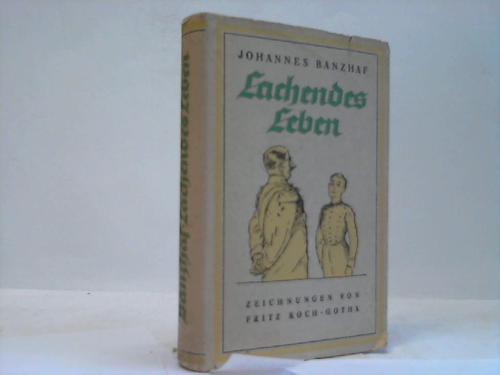 JOHANNES BANZHAF
Lachendes
Leben
ZEICHNUNGEN VON
FRITZ KOCH-GOTHA
Banzhaf Lachendes Leben